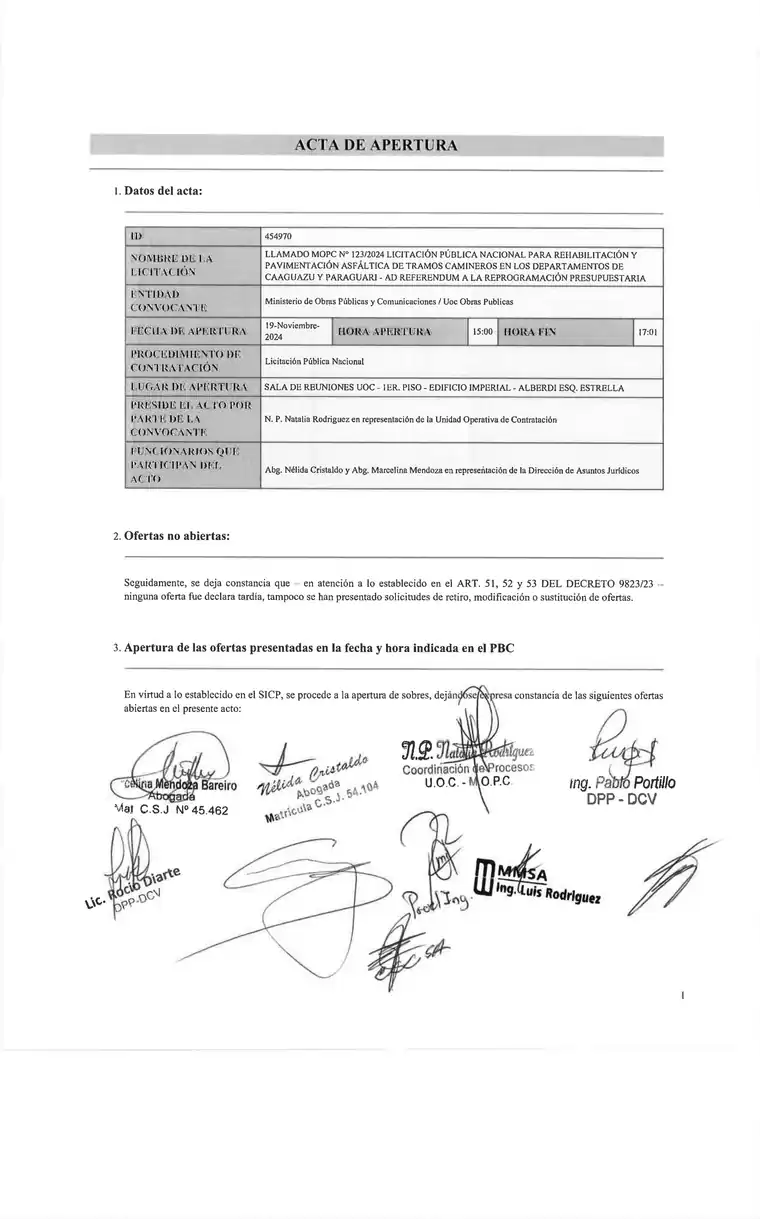 ACTA DE APERTURA
1. Datos del acta:
ID 454970
NOMBRE DE LA LICITACIÓN
LLAMADO MOPC Nº 123/2024 LICITACIÓN PÚBLICA NACIONAL PARA REHABILITACIÓN Y
PAVIMENTACIÓN ASFÁLTICA DE TRAMOS CAMINEROS EN LOS DEPARTAMENTOS DE
CAAGUAZU Y PARAGUARI - AD REFERENDUM A LA REPROGRAMACIÓN PRESUPUESTARIA
ENTIDAD
CONVOCANTE
Ministerio de Obras Públicas y Comunicaciones / Uoc Obras Publicas
FECHA DE APERTURA
19-Noviembre-
2024
HORA APERTURA 15:00 HORA FIN 17:01
PROCEDIMIENTO DE
CONTRATACIÓN
Licitación Pública Nacional
LUGAR DE APERTURA SALA DE REUNIONES UOC - 1ER. PISO - EDIFICIO IMPERIAL - ALBERDI ESQ. ESTRELLA
PRESIDE EL ACTO POR
PARTE DE LA
CONVOCANTE
N. P. Natalia Rodriguez en representación de la Unidad Operativa de Contratación
FUNCIONARIOS QUE
PARTICIPAN DEL
ACTO
Abg. Nélida Cristaldo y Abg. Marcelina Mendoza en representación de la Dirección de Asuntos Jurídicos
2. Ofertas no abiertas:
Seguidamente, se deja constancia que – en atención a lo establecido en el ART. 51, 52 y 53 DEL DECRETO 9823/23 –
ninguna oferta fue declara tardía, tampoco se han presentado solicitudes de retiro, modificación o sustitución de ofertas.
3. Apertura de las ofertas presentadas en la fecha y hora indicada en el PBC
En virtud a lo establecido en el SICP, se procede a la apertura de sobres, dejándose expresa constancia de las siguientes ofertas
abiertas en el presente acto:
celina Mendoza Bareiro
Abogada
Mat C.S.J Nº 45.462
Nélida Cristaldo
Abogada
Matrícula C.S.J. 54.104
N.P. Natalia Rodríguez
Coordinación de Procesos
U.O.C. - M.O.P.C.
Ing. Pablo Portillo
DPP - DCV
Lic. Rocio Diarte
DPP-DCV
Ing.
MMSA
Ing. Luis Rodriguez
SA
1